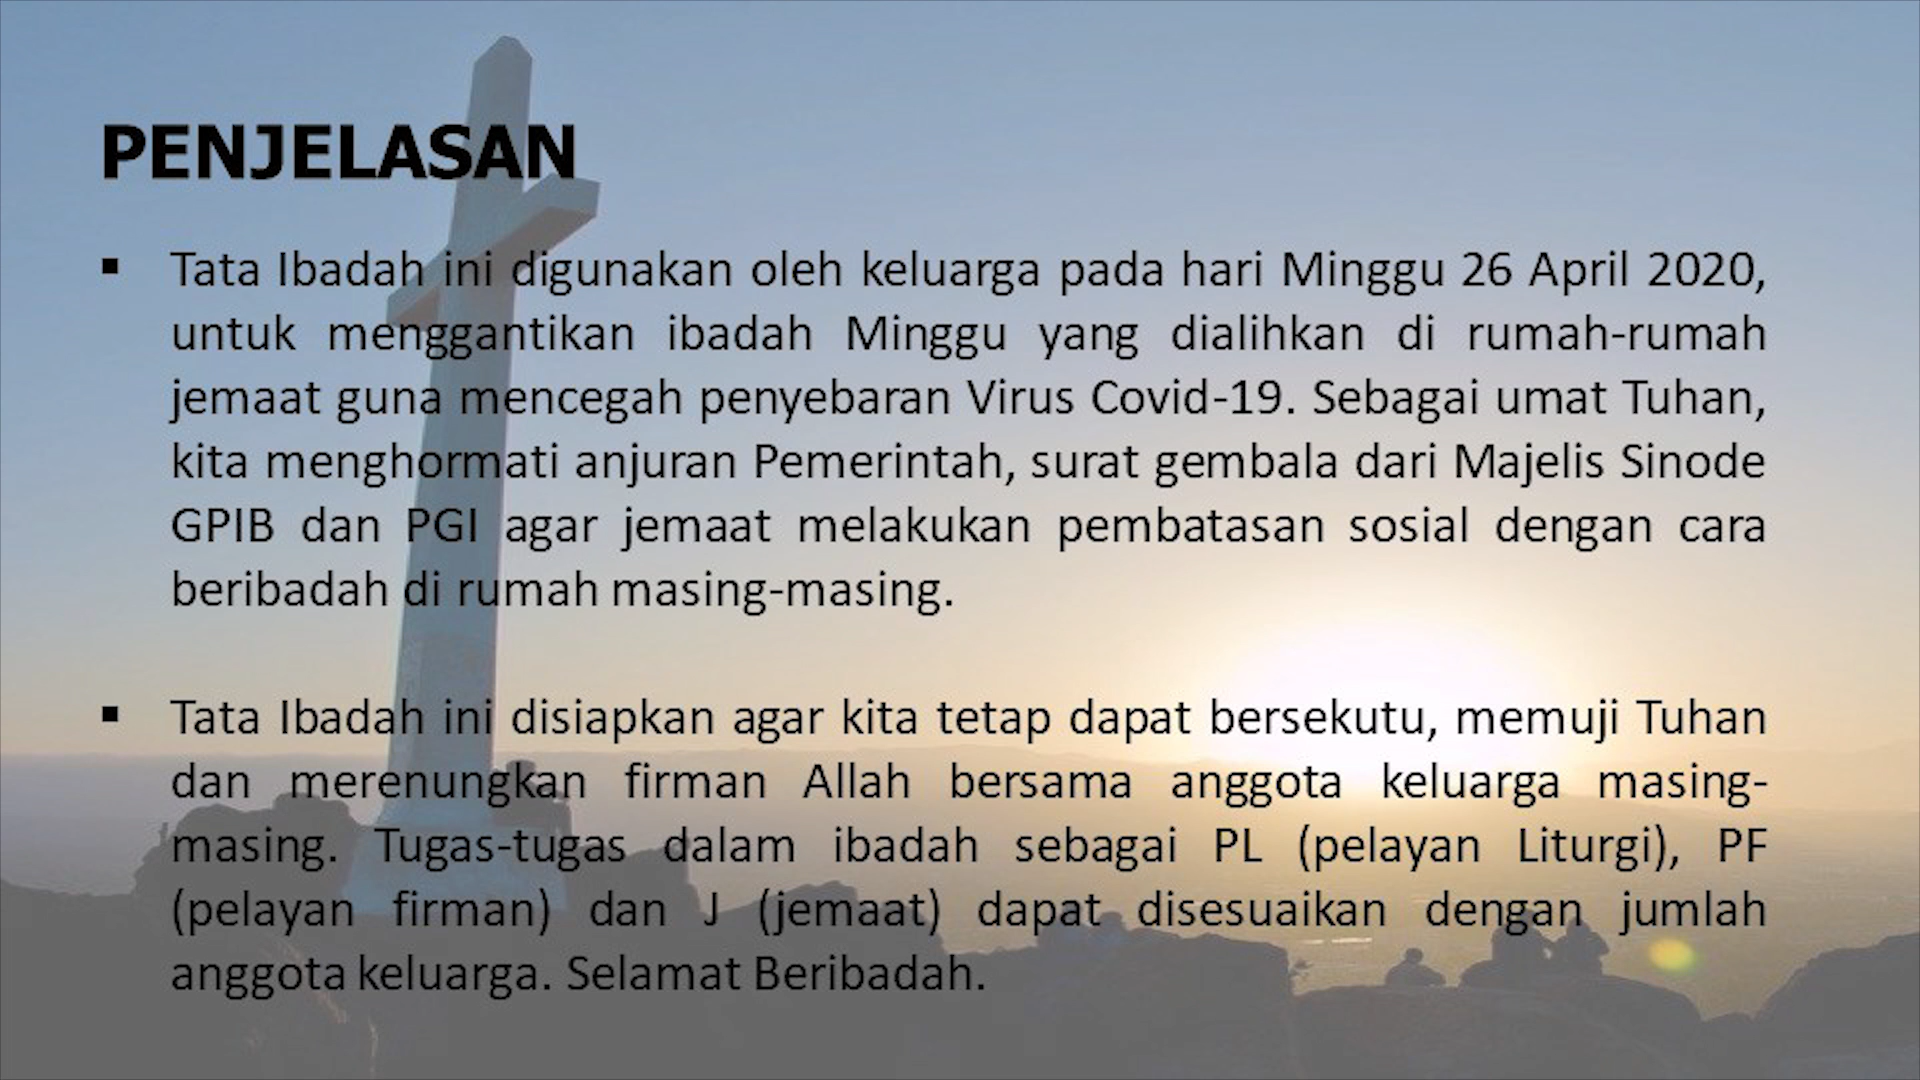 PENJELASAN
▪ Tata Ibadah ini digunakan oleh keluarga pada hari Minggu 26 April 2020,
untuk menggantikan ibadah Minggu yang dialihkan di rumah-rumah
jemaat guna mencegah penyebaran Virus Covid-19. Sebagai umat Tuhan,
kita menghormati anjuran Pemerintah, surat gembala dari Majelis Sinode
GPIB dan PGI agar jemaat melakukan pembatasan sosial dengan cara
beribadah di rumah masing-masing.
▪ Tata Ibadah ini disiapkan agar kita tetap dapat bersekutu, memuji Tuhan
dan merenungkan firman Allah bersama anggota keluarga masing-
masing. Tugas-tugas dalam ibadah sebagai PL (pelayan Liturgi), PF
(pelayan firman) dan J (jemaat) dapat disesuaikan dengan jumlah
anggota keluarga. Selamat Beribadah.